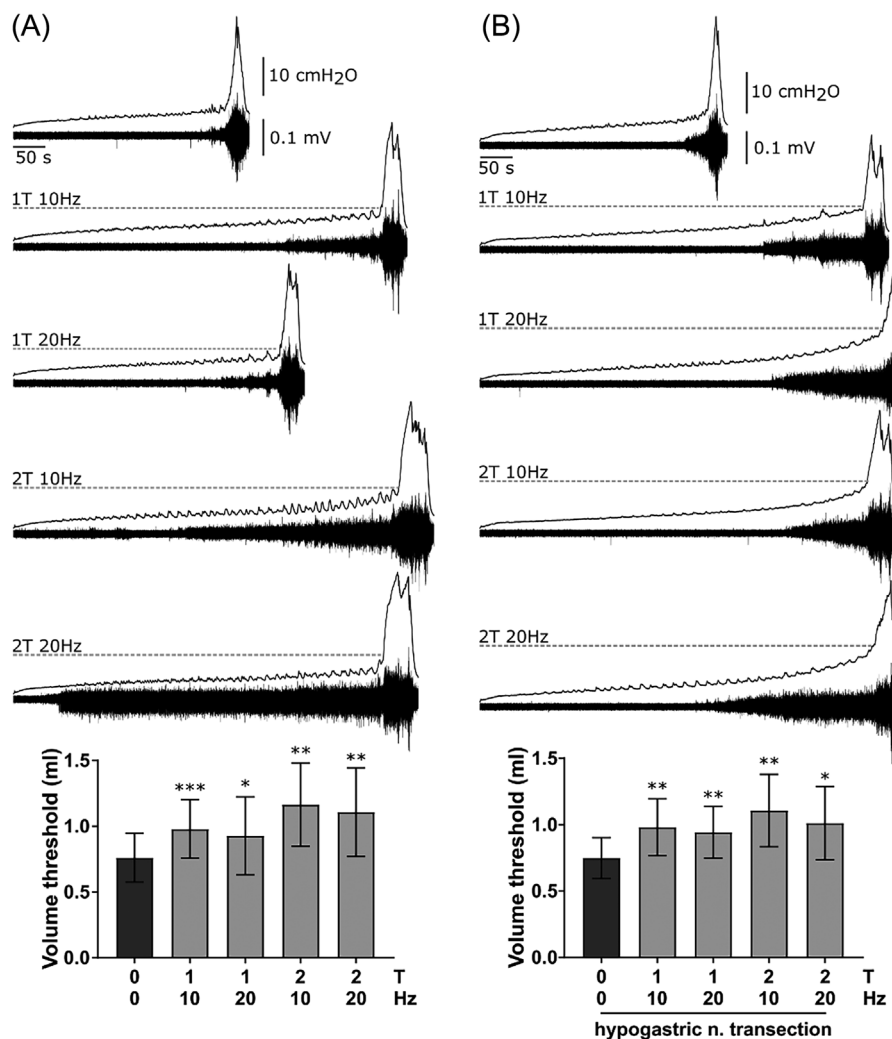 (A)
10 cmH2O
0.1 mV
50 s
1T 10Hz
1T 20Hz
2T 10Hz
2T 20Hz
Volume threshold (ml)
1.5
1.0
0.5
0.0
***
*
**
**
0 1 1 2 2 T
0 10 20 10 20 Hz
(B)
10 cmH2O
0.1 mV
50 s
1T 10Hz
1T 20Hz
2T 10Hz
2T 20Hz
Volume threshold (ml)
1.5
1.0
0.5
0.0
**
**
**
*
0 1 1 2 2 T
0 10 20 10 20 Hz
hypogastric n. transection